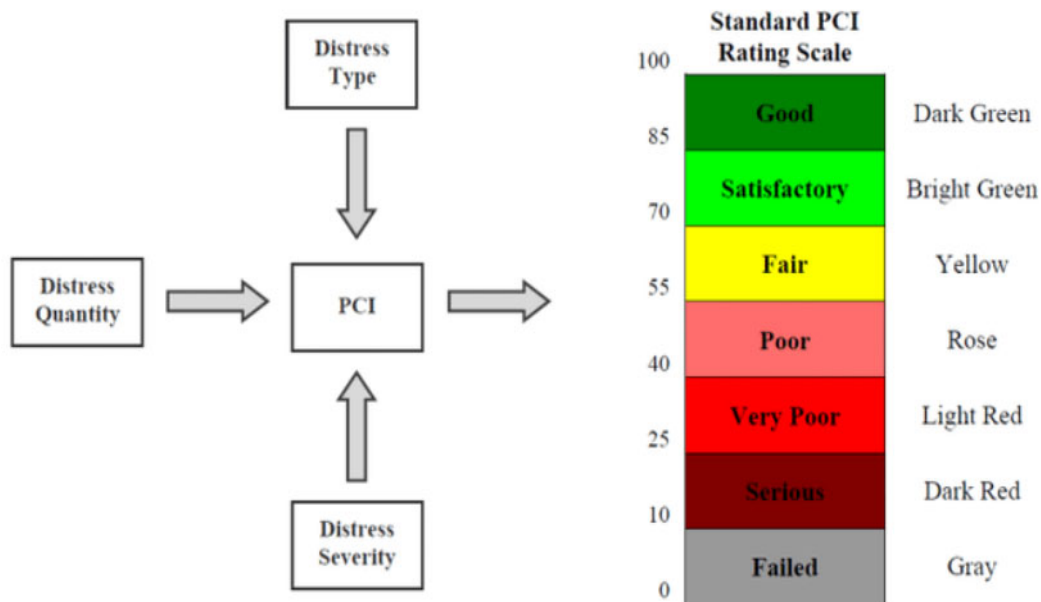 Distress
Type
Distress
Quantity
PCI
Distress
Severity
Standard PCI
Rating Scale
100
Good
Dark Green
85
Satisfactory
Bright Green
70
Fair
Yellow
55
Poor
Rose
40
Very Poor
Light Red
25
Serious
Dark Red
10
Failed
Gray
0